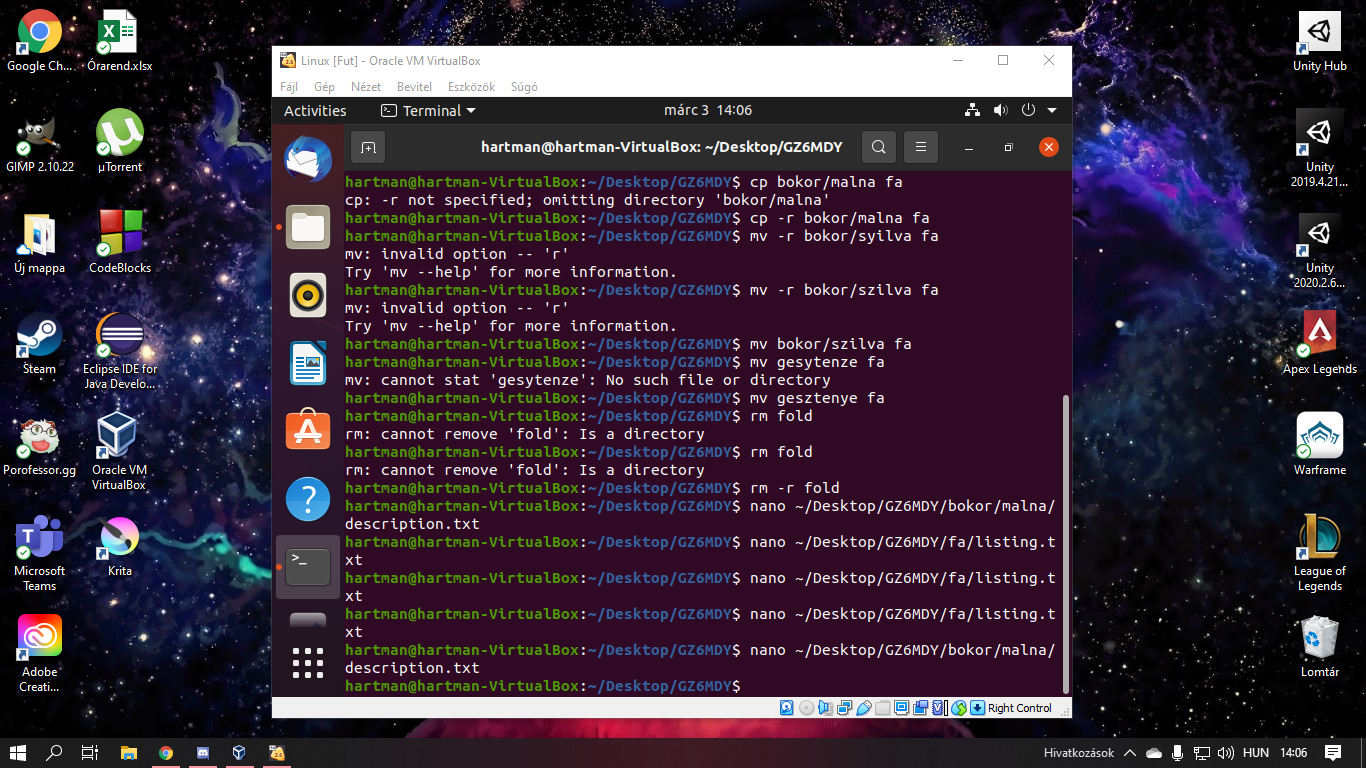 Google Ch...
Órarend.xlsx
GIMP 2.10.22
µTorrent
Új mappa
CodeBlocks
Steam
Eclipse IDE for
Java Develo...
Porofessor.gg
Oracle VM
VirtualBox
Microsoft
Teams
Krita
Adobe
Creati...
Linux [Fut] - Oracle VM VirtualBox
Fájl Gép Nézet Bevitel Eszközök Súgó
Activities Terminal márc 3 14:06
hartman@hartman-VirtualBox: ~/Desktop/GZ6MDY
hartman@hartman-VirtualBox:~/Desktop/GZ6MDY$ cp bokor/malna fa
cp: -r not specified; omitting directory 'bokor/malna'
hartman@hartman-VirtualBox:~/Desktop/GZ6MDY$ cp -r bokor/malna fa
hartman@hartman-VirtualBox:~/Desktop/GZ6MDY$ mv -r bokor/syilva fa
mv: invalid option -- 'r'
Try 'mv --help' for more information.
hartman@hartman-VirtualBox:~/Desktop/GZ6MDY$ mv -r bokor/szilva fa
mv: invalid option -- 'r'
Try 'mv --help' for more information.
hartman@hartman-VirtualBox:~/Desktop/GZ6MDY$ mv bokor/szilva fa
hartman@hartman-VirtualBox:~/Desktop/GZ6MDY$ mv gesytenze fa
mv: cannot stat 'gesytenze': No such file or directory
hartman@hartman-VirtualBox:~/Desktop/GZ6MDY$ mv gesztenye fa
hartman@hartman-VirtualBox:~/Desktop/GZ6MDY$ rm fold
rm: cannot remove 'fold': Is a directory
hartman@hartman-VirtualBox:~/Desktop/GZ6MDY$ rm fold
rm: cannot remove 'fold': Is a directory
hartman@hartman-VirtualBox:~/Desktop/GZ6MDY$ rm -r fold
hartman@hartman-VirtualBox:~/Desktop/GZ6MDY$ nano ~/Desktop/GZ6MDY/bokor/malna/
description.txt
hartman@hartman-VirtualBox:~/Desktop/GZ6MDY$ nano ~/Desktop/GZ6MDY/fa/listing.t
xt
hartman@hartman-VirtualBox:~/Desktop/GZ6MDY$ nano ~/Desktop/GZ6MDY/fa/listing.t
xt
hartman@hartman-VirtualBox:~/Desktop/GZ6MDY$ nano ~/Desktop/GZ6MDY/fa/listing.t
xt
hartman@hartman-VirtualBox:~/Desktop/GZ6MDY$ nano ~/Desktop/GZ6MDY/bokor/malna/
description.txt
hartman@hartman-VirtualBox:~/Desktop/GZ6MDY$
Right Control
Unity Hub
Unity
2019.4.21...
Unity
2020.2.6...
Apex Legends
Warframe
League of
Legends
Lomtár
Hivatkozások HUN 14:06